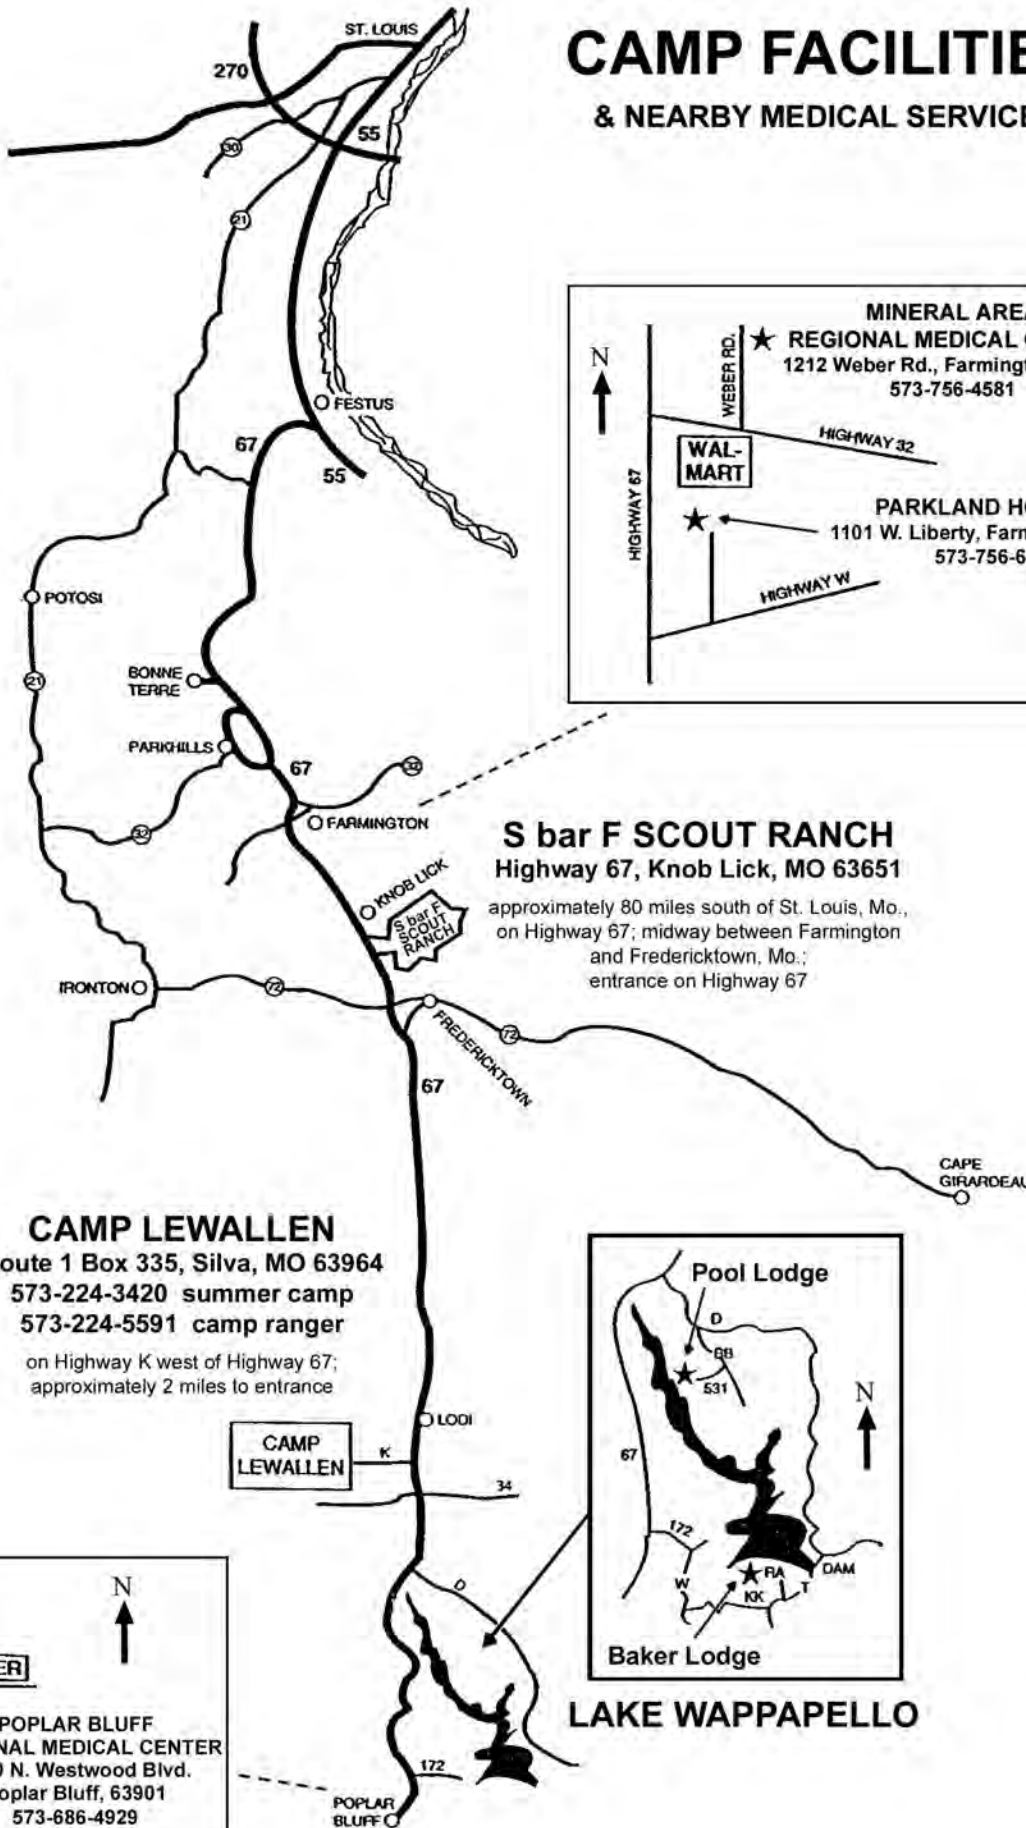 CAMP FACILITIE
& NEARBY MEDICAL SERVICE
ST. LOUIS
270
55
30
21
FESTUS
67
55
MINERAL AREA
REGIONAL MEDICAL
1212 Weber Rd., Farmingt
573-756-4581
N
WEBER RD.
HIGHWAY 32
WAL-
MART
HIGHWAY 67
PARKLAND HO
1101 W. Liberty, Farm
573-756-6
HIGHWAY W
POTOSI
21
BONNE
TERRE
PARKHILLS
67
32
32
FARMINGTON
S bar F SCOUT RANCH
Highway 67, Knob Lick, MO 63651
approximately 80 miles south of St. Louis, Mo.,
on Highway 67; midway between Farmington
and Fredericktown, Mo.;
entrance on Highway 67
KNOB LICK
S bar F
SCOUT
RANCH
IRONTON
72
72
FREDERICKTOWN
67
CAPE
GIRARDEAU
CAMP LEWALLEN
oute 1 Box 335, Silva, MO 63964
573-224-3420 summer camp
573-224-5591 camp ranger
on Highway K west of Highway 67;
approximately 2 miles to entrance
LODI
CAMP
LEWALLEN
K
34
D
172
POPLAR
BLUFF
Pool Lodge
D
BB
531
N
67
172
W
RA
KK
T
DAM
Baker Lodge
LAKE WAPPAPELLO
N
ER
POPLAR BLUFF
NAL MEDICAL CENTER
N. Westwood Blvd.
oplar Bluff, 63901
573-686-4929